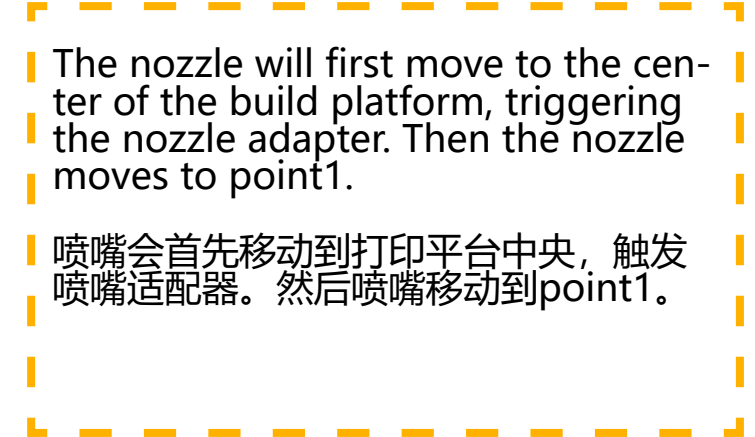 The nozzle will first move to the cen-
ter of the build platform, triggering
the nozzle adapter. Then the nozzle
moves to point1.
喷嘴会首先移动到打印平台中央，触发
喷嘴适配器。然后喷嘴移动到point1。